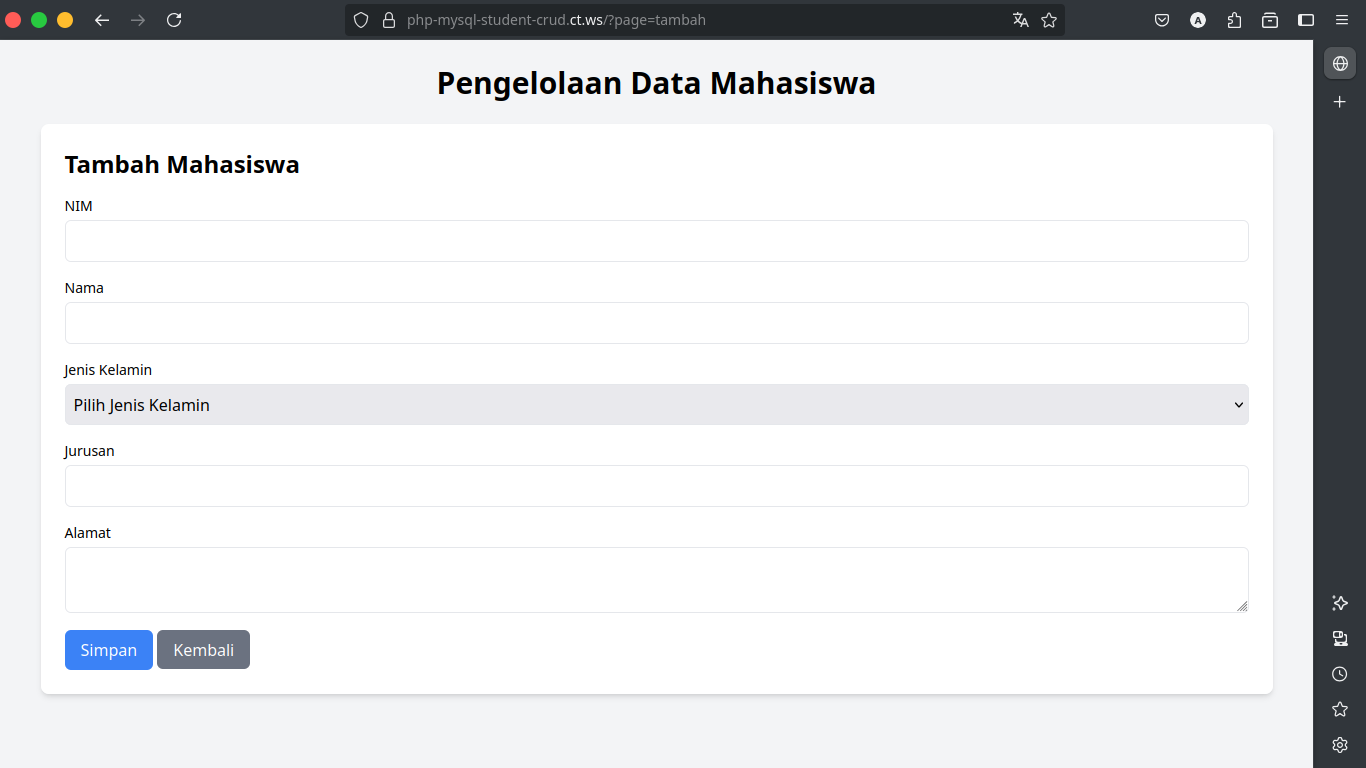 php-mysql-student-crud.ct.ws/?page=tambah
A
Pengelolaan Data Mahasiswa
Tambah Mahasiswa
NIM
Nama
Jenis Kelamin
Pilih Jenis Kelamin
Jurusan
Alamat
Simpan Kembali